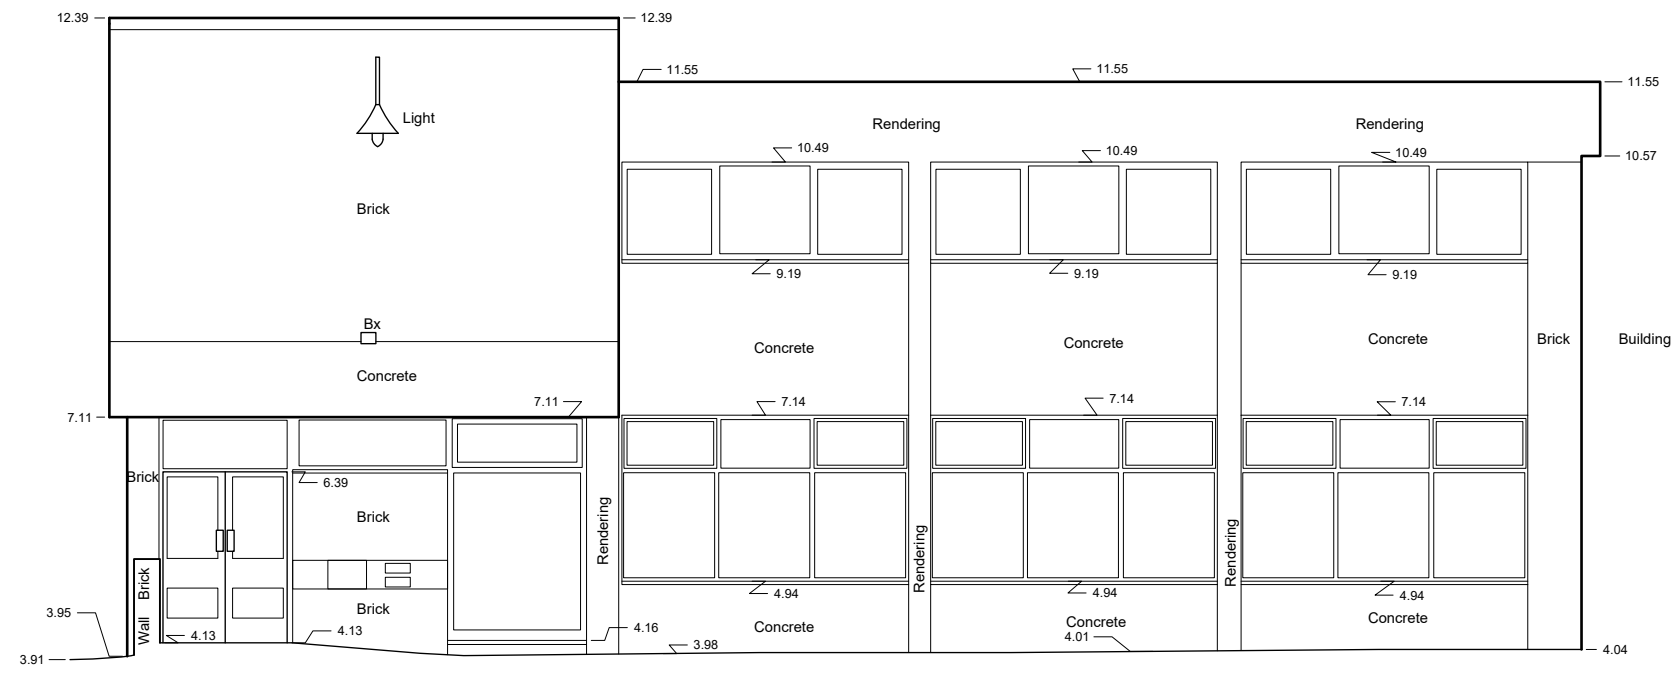 12.39
12.39
11.55
11.55
11.55
Light
Rendering
Rendering
10.49
10.49
10.49
10.57
Brick
9.19
9.19
9.19
Bx
Concrete
Concrete
Concrete
Brick
Building
Concrete
7.11
7.11
7.14
7.14
7.14
Brick
6.39
Brick
Rendering
Rendering
Rendering
Wall Brick
Brick
4.94
4.94
4.94
3.95
4.13
4.13
4.16
Concrete
Concrete
Concrete
4.01
3.98
3.91
4.04